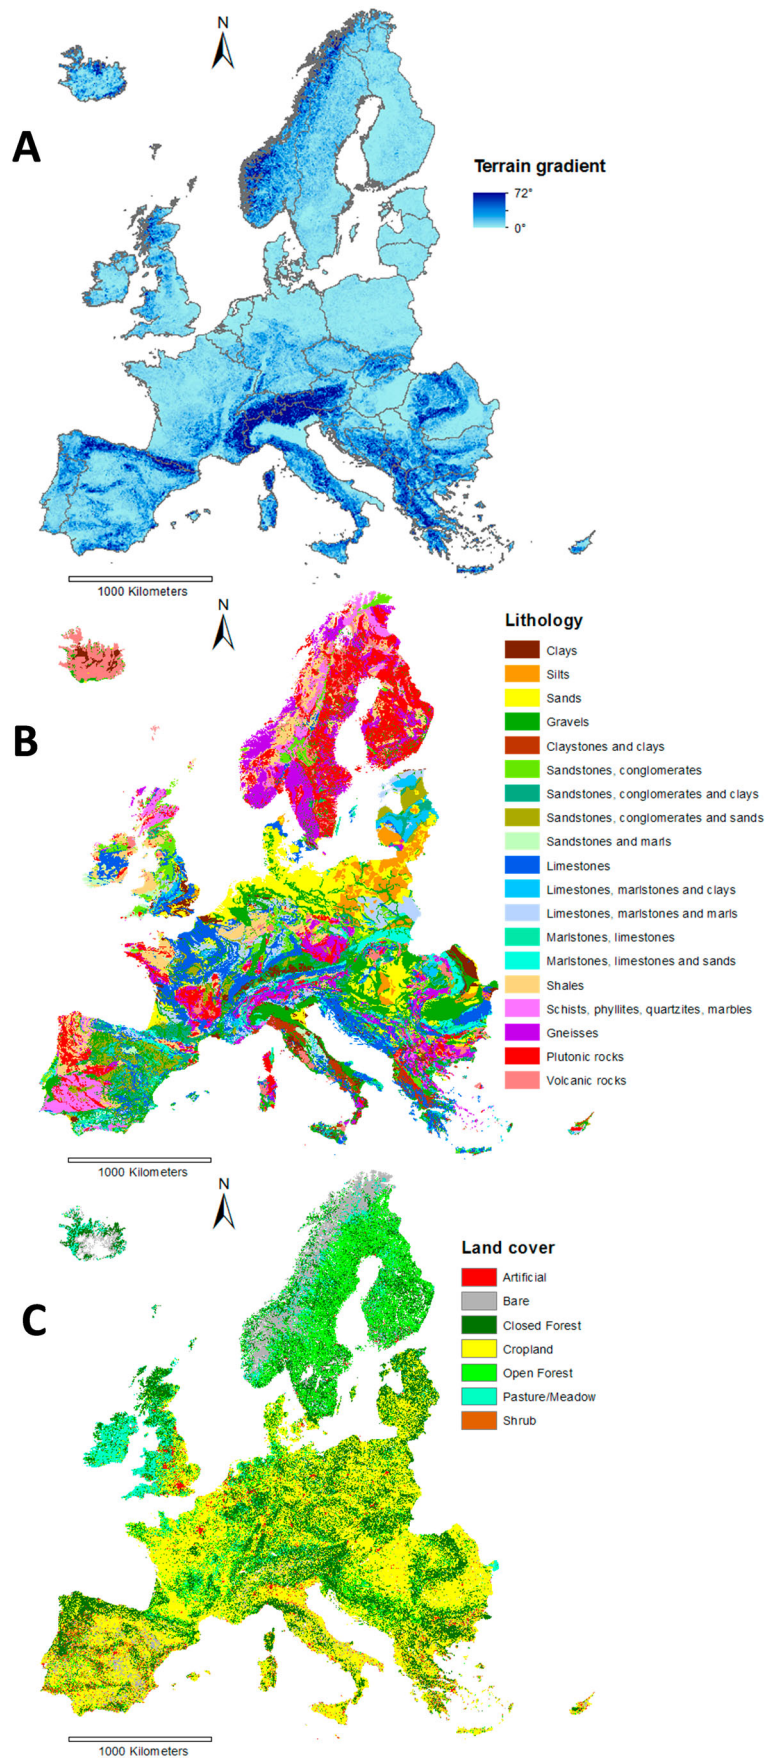 N
A
Terrain gradient
72°
0°
1000 Kilometers
N
Lithology
Clays
Silts
Sands
B
Gravels
Claystones and clays
Sandstones, conglomerates
Sandstones, conglomerates and clays
Sandstones, conglomerates and sands
Sandstones and marls
Limestones
Limestones, marlstones and clays
Limestones, marlstones and marls
Marlstones, limestones
Marlstones, limestones and sands
Shales
Schists, phyllites, quartzites, marbles
Gneisses
Plutonic rocks
Volcanic rocks
1000 Kilometers
N
Land cover
Artificial
Bare
C
Closed Forest
Cropland
Open Forest
Pasture/Meadow
Shrub
1000 Kilometers